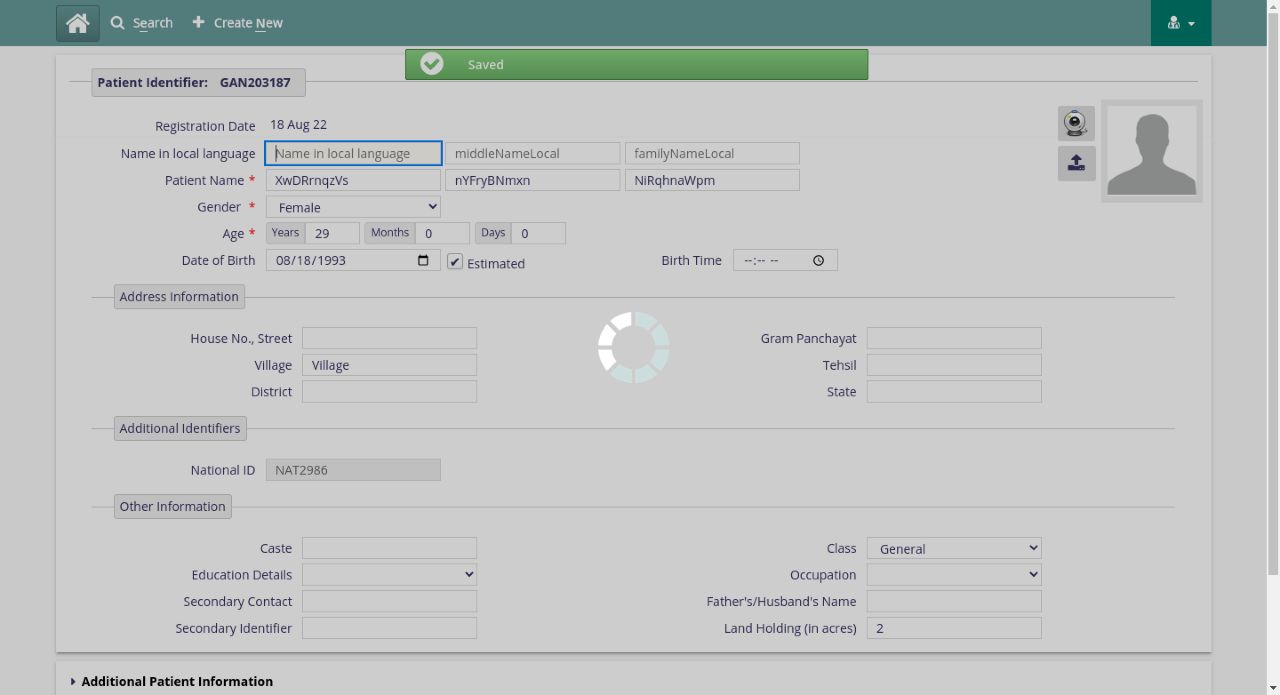 Search Create New
Saved
Patient Identifier: GAN203187
Registration Date 18 Aug 22
Name in local language Name in local language middleNameLocal familyNameLocal
Patient Name * XwDRrnqzVs nYFryBNmxn NiRqhnaWpm
Gender * Female
Age * Years 29 Months 0 Days 0
Date of Birth 08/18/1993 Estimated Birth Time --:-- --
Address Information
House No., Street Gram Panchayat
Village Village Tehsil
District State
Additional Identifiers
National ID NAT2986
Other Information
Caste Class General
Education Details Occupation
Secondary Contact Father's/Husband's Name
Secondary Identifier Land Holding (in acres) 2
Additional Patient Information